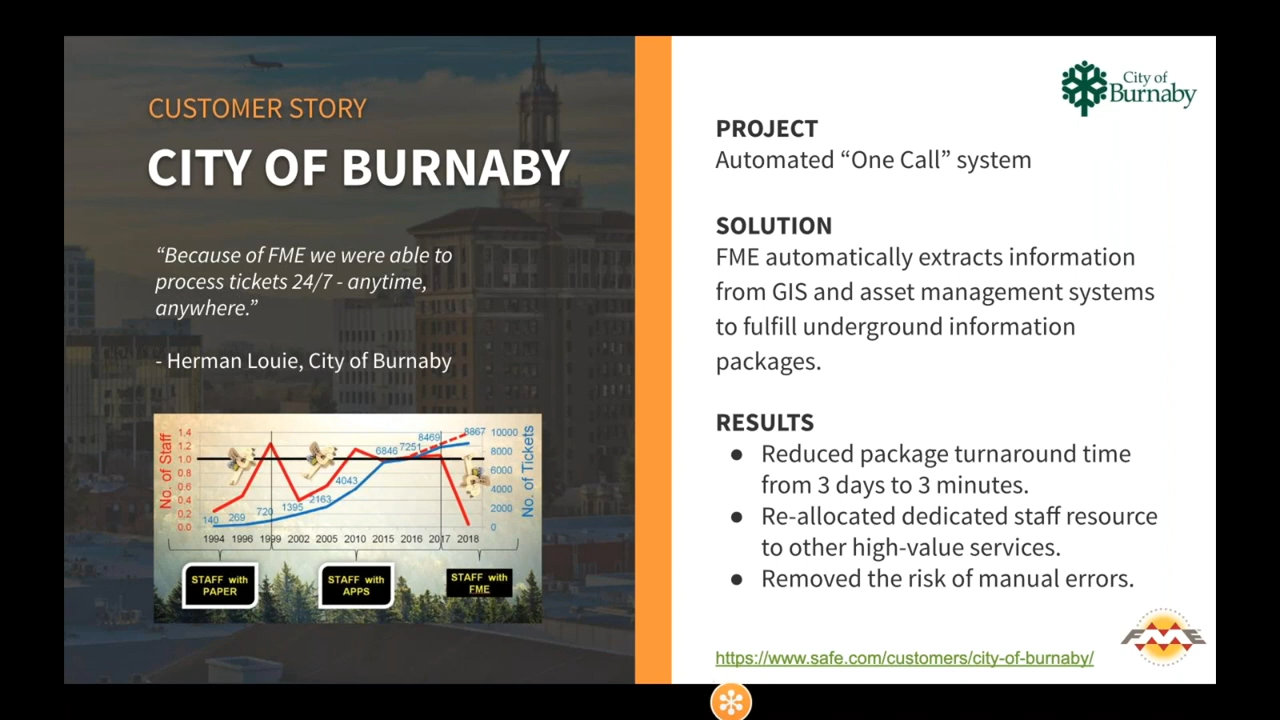 CUSTOMER STORY
CITY OF BURNABY
“Because of FME we were able to
process tickets 24/7 - anytime,
anywhere.”
- Herman Louie, City of Burnaby
No. of Staff
1.4
1.2
1.0
0.8
0.6
0.4
0.2
0.0
140
269
720
1395
2163
4043
6846
7251
8469
8867
10000
8000
6000
4000
2000
0
No. of Tickets
1994 1996 1999 2002 2005 2010 2015 2016 2017 2018
STAFF with
PAPER
STAFF with
APPS
STAFF with
FME
City of
Burnaby
PROJECT
Automated “One Call” system
SOLUTION
FME automatically extracts information
from GIS and asset management systems
to fulfill underground information
packages.
RESULTS
● Reduced package turnaround time
from 3 days to 3 minutes.
● Re-allocated dedicated staff resource
to other high-value services.
● Removed the risk of manual errors.
https://www.safe.com/customers/city-of-burnaby/
FME